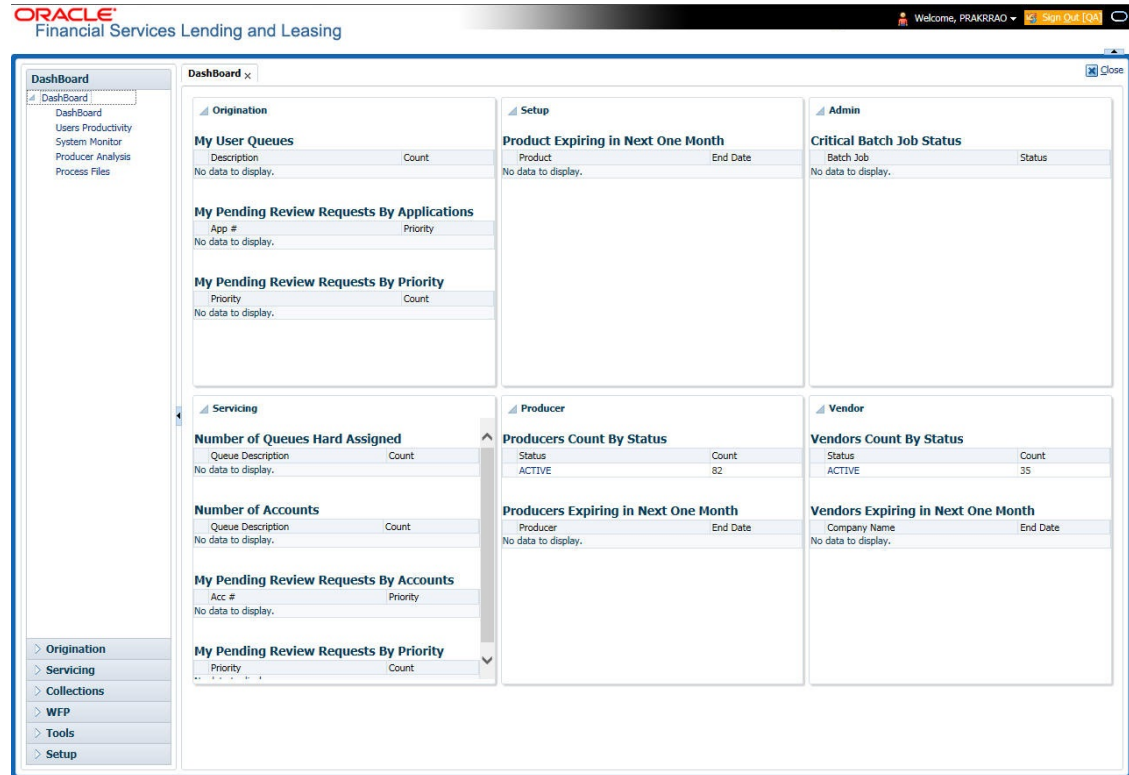 ORACLE
Financial Services Lending and Leasing
Welcome, PRAKRRAO
Sign Out [QA]
DashBoard
DashBoard
DashBoard
Users Productivity
System Monitor
Producer Analysis
Process Files
Origination
Servicing
Collections
WFP
Tools
Setup
DashBoard
Close
Origination
My User Queues
Description Count
No data to display.
My Pending Review Requests By Applications
App # Priority
No data to display.
My Pending Review Requests By Priority
Priority Count
No data to display.
Setup
Product Expiring in Next One Month
Product End Date
No data to display.
Admin
Critical Batch Job Status
Batch Job Status
No data to display.
Servicing
Number of Queues Hard Assigned
Queue Description Count
No data to display.
Number of Accounts
Queue Description Count
No data to display.
My Pending Review Requests By Accounts
Acc # Priority
No data to display.
My Pending Review Requests By Priority
Priority Count
Producer
Producers Count By Status
Status Count
ACTIVE 82
Producers Expiring in Next One Month
Producer End Date
No data to display.
Vendor
Vendors Count By Status
Status Count
ACTIVE 35
Vendors Expiring in Next One Month
Company Name End Date
No data to display.